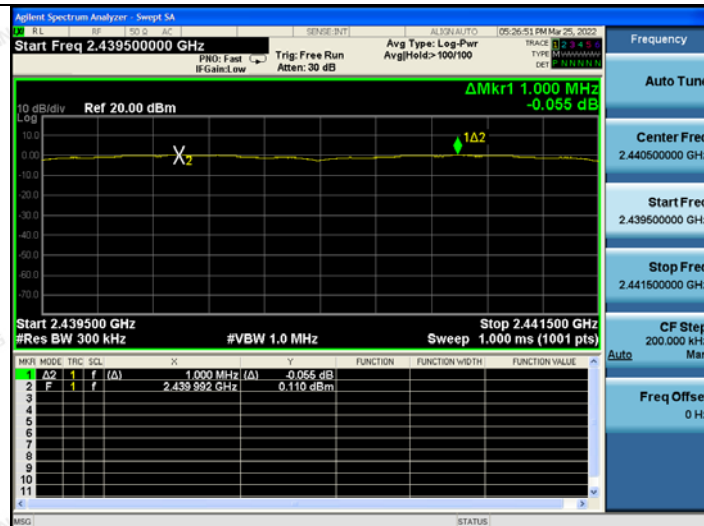 Agilent Spectrum Analyzer - Swept SA
RL RF 50 Ω AC SENSE:INT ALIGNAUTO 05:26:51 PM Mar 25, 2022
Start Freq 2.439500000 GHz
PNO: Fast
IFGain:Low
Trig: Free Run
Atten: 30 dB
Avg Type: Log-Pwr
Avg|Hold:> 100/100
TRACE 1 2 3 4 5 6
TYPE M
DET P N N N N N
ΔMkr1 1.000 MHz
-0.055 dB
10 dB/div Ref 20.00 dBm
Log
10.0
0.00
-10.0
-20.0
-30.0
-40.0
-50.0
-60.0
-70.0
X2
1Δ2
Start 2.439500 GHz Stop 2.441500 GHz
#Res BW 300 kHz #VBW 1.0 MHz Sweep 1.000 ms (1001 pts)
MKR MODE TRC SCL X Y FUNCTION FUNCTION WIDTH FUNCTION VALUE
1 Δ2 1 f (Δ) 1.000 MHz (Δ) -0.055 dB
2 F 1 f 2.439 992 GHz 0.110 dBm
3
4
5
6
7
8
9
10
11
MSG STATUS
Frequency
Auto Tune
Center Freq
2.440500000 GHz
Start Freq
2.439500000 GHz
Stop Freq
2.441500000 GHz
CF Step
200.000 kHz
Auto Man
Freq Offset
0 Hz